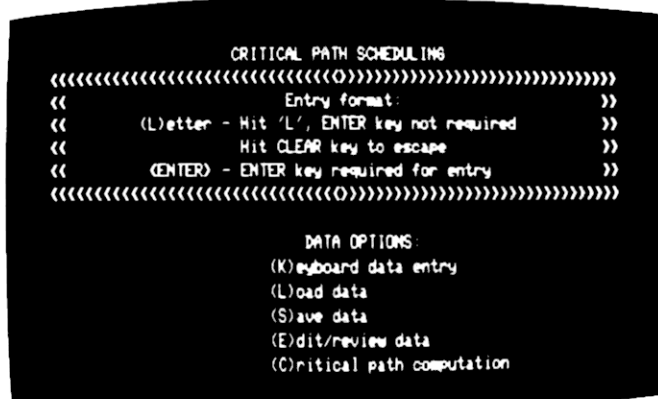 CRITICAL PATH SCHEDULING
<<<<<<<<<<<<<<<<<<<<<<<<<<<<<<<<<<<<<<<<<()>>>>>>>>>>>>>>>>>>>>>>>>>>>>>>>>>>>>>>
<< Entry format: >>
<< (L)etter - Hit 'L', ENTER key not required >>
<< Hit CLEAR key to escape >>
<< <ENTER> - ENTER key required for entry >>
<<<<<<<<<<<<<<<<<<<<<<<<<<<<<<<<<<<<<<<<<()>>>>>>>>>>>>>>>>>>>>>>>>>>>>>>>>>>>>>>
DATA OPTIONS:
(K)eyboard data entry
(L)oad data
(S)ave data
(E)dit/review data
(C)ritical path computation